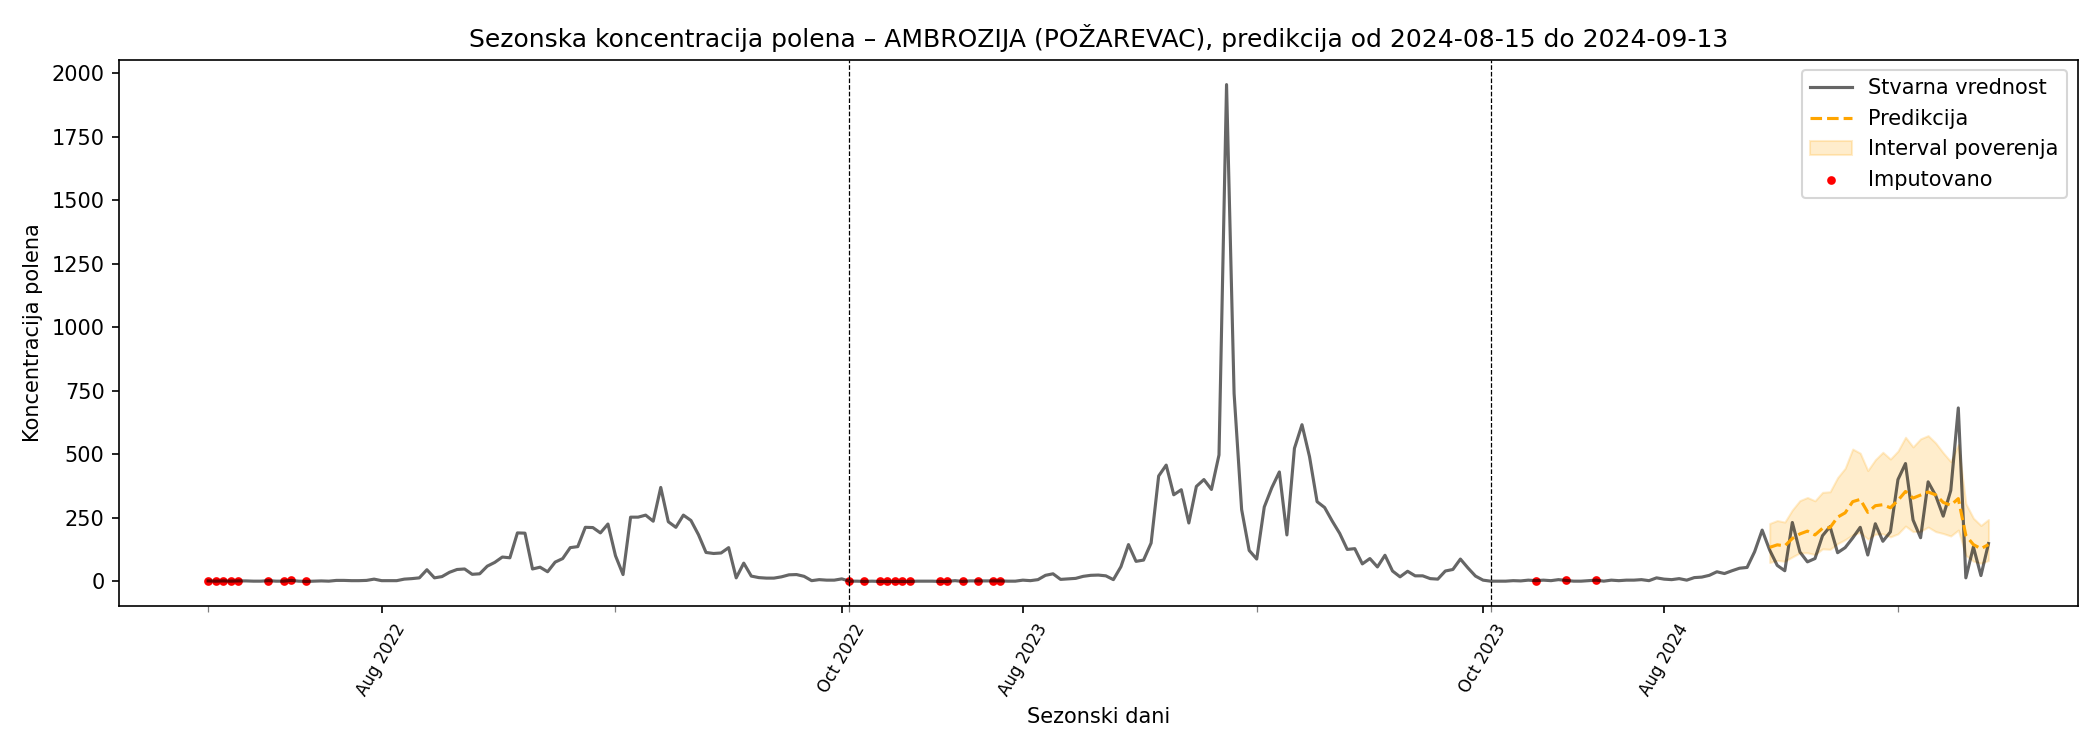 Sezonska koncentracija polena – AMBROZIJA (POŽAREVAC), predikcija od 2024-08-15 do 2024-09-13
Stvarna vrednost
Predikcija
Interval poverenja
Imputovano
Koncentracija polena
2000
1750
1500
1250
1000
750
500
250
0
Aug 2022
Oct 2022
Aug 2023
Oct 2023
Aug 2024
Sezonski dani